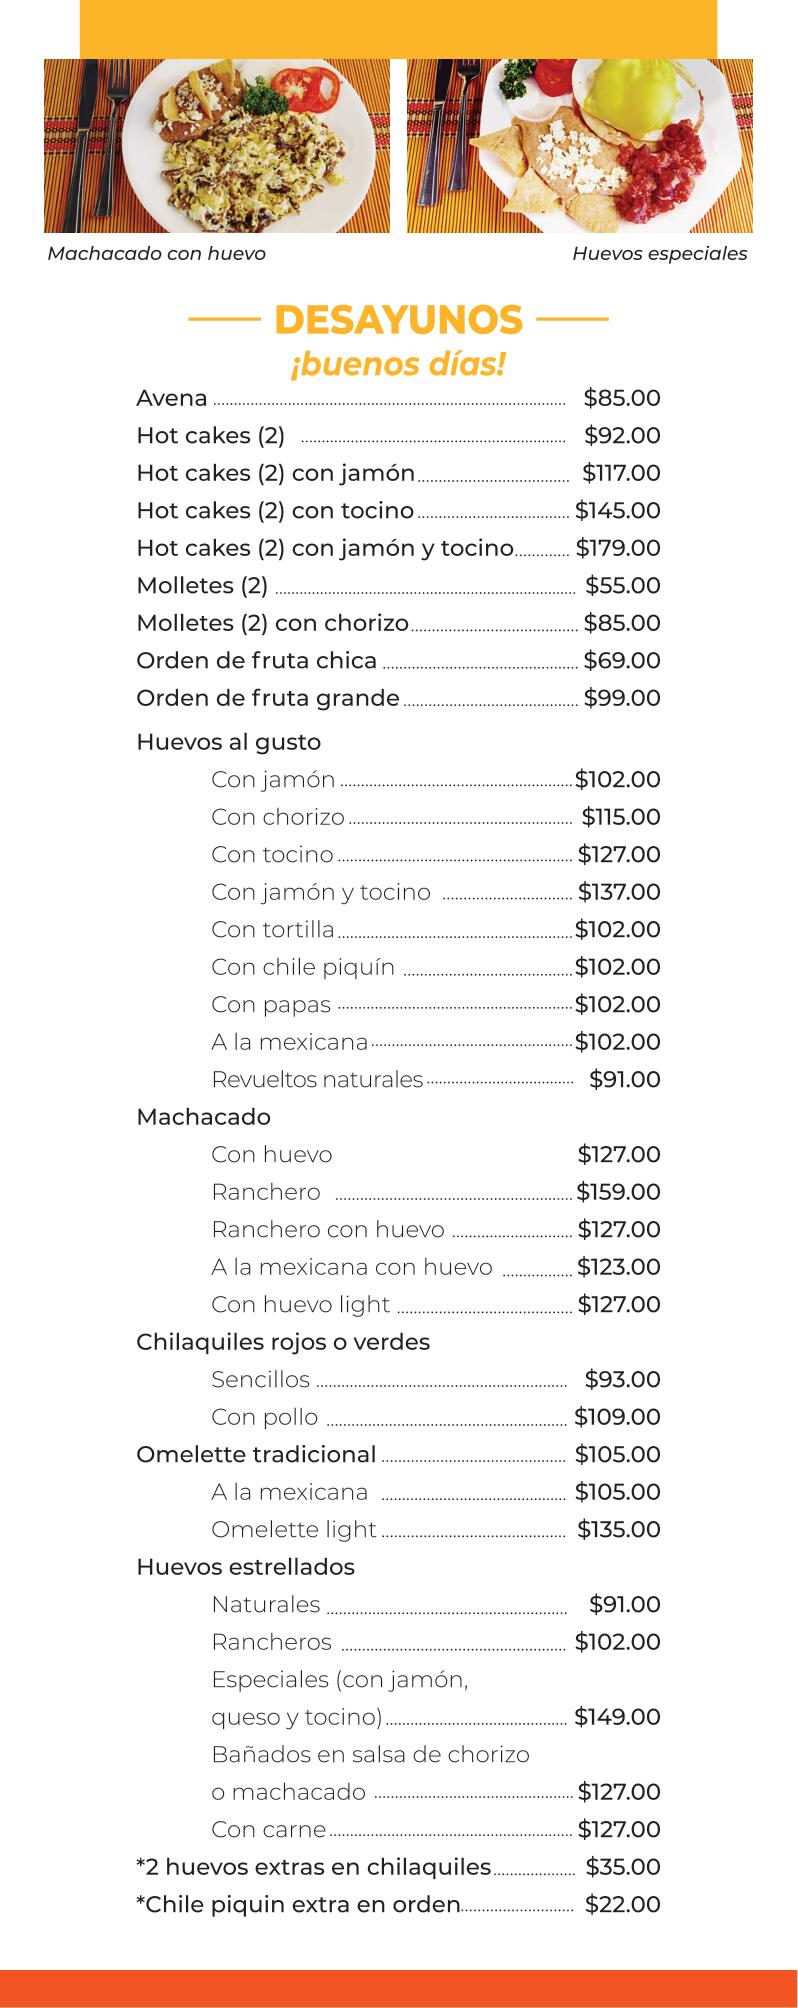 Machacado con huevo
Huevos especiales
DESAYUNOS
¡buenos días!
Avena $85.00
Hot cakes (2) $92.00
Hot cakes (2) con jamón $117.00
Hot cakes (2) con tocino $145.00
Hot cakes (2) con jamón y tocino $179.00
Molletes (2) $55.00
Molletes (2) con chorizo $85.00
Orden de fruta chica $69.00
Orden de fruta grande $99.00
Huevos al gusto
Con jamón $102.00
Con chorizo $115.00
Con tocino $127.00
Con jamón y tocino $137.00
Con tortilla $102.00
Con chile piquín $102.00
Con papas $102.00
A la mexicana $102.00
Revueltos naturales $91.00
Machacado
Con huevo $127.00
Ranchero $159.00
Ranchero con huevo $127.00
A la mexicana con huevo $123.00
Con huevo light $127.00
Chilaquiles rojos o verdes
Sencillos $93.00
Con pollo $109.00
Omelette tradicional $105.00
A la mexicana $105.00
Omelette light $135.00
Huevos estrellados
Naturales $91.00
Rancheros $102.00
Especiales (con jamón,
queso y tocino) $149.00
Bañados en salsa de chorizo
o machacado $127.00
Con carne $127.00
*2 huevos extras en chilaquiles $35.00
*Chile piquin extra en orden $22.00